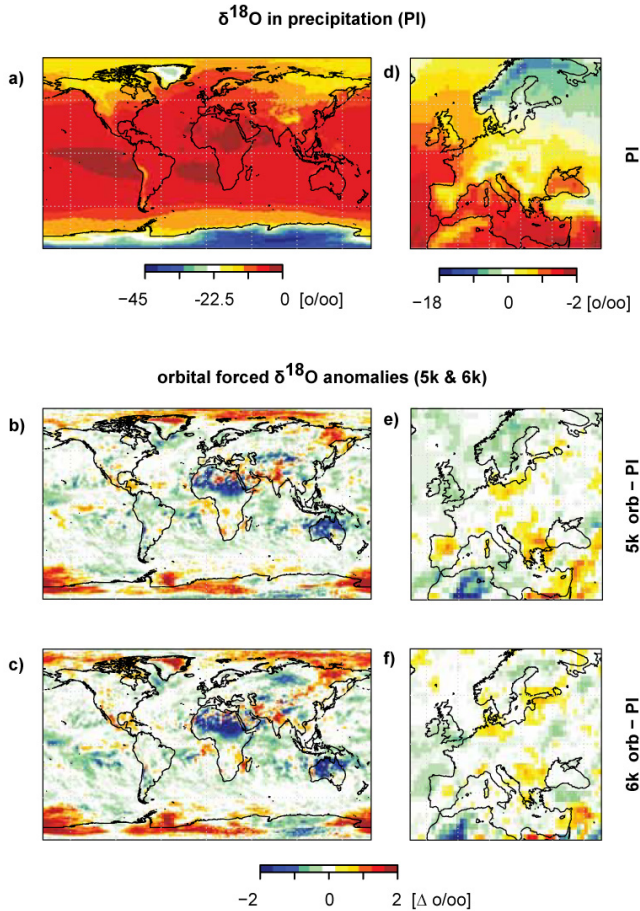 δ18O in precipitation (PI)
a)
d)
PI
−45 -22.5 0 [o/oo]
−18 0 -2 [o/oo]
orbital forced δ18O anomalies (5k & 6k)
b)
e)
5k orb − PI
c)
f)
6k orb − PI
−2 0 2 [Δ o/oo]